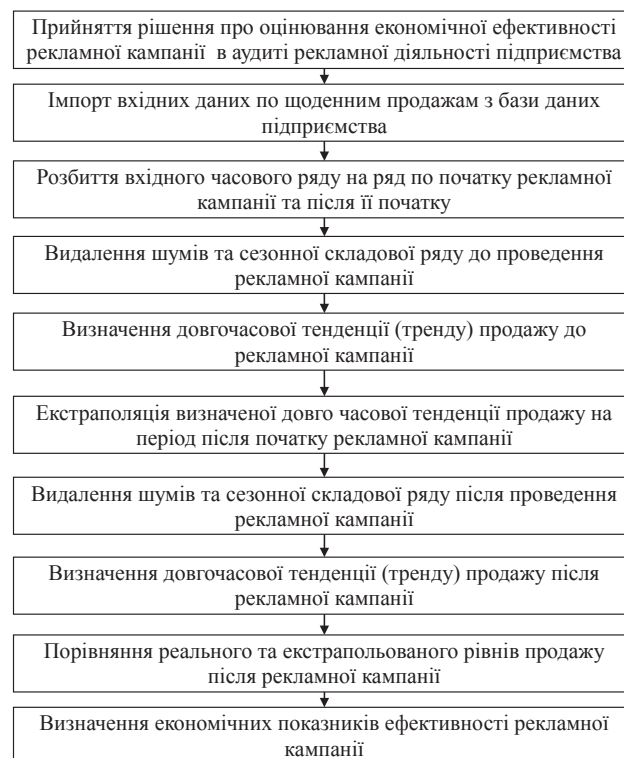 Прийняття рішення про оцінювання економічної ефективності
рекламної кампанії в аудиті рекламної діяльності підприємства
Імпорт вхідних даних по щоденним продажам з бази даних
підприємства
Розбиття вхідного часового ряду на ряд по початку рекламної
кампанії та після її початку
Видалення шумів та сезонної складової ряду до проведення
рекламної кампанії
Визначення довгочасової тенденції (тренду) продажу до
рекламної кампанії
Екстраполяція визначеної довго часової тенденції продажу на
період після початку рекламної кампанії
Видалення шумів та сезонної складової ряду після проведення
рекламної кампанії
Визначення довгочасової тенденції (тренду) продажу після
рекламної кампанії
Порівняння реального та екстрапольованого рівнів продажу
після рекламної кампанії
Визначення економічних показників ефективності рекламної
кампанії